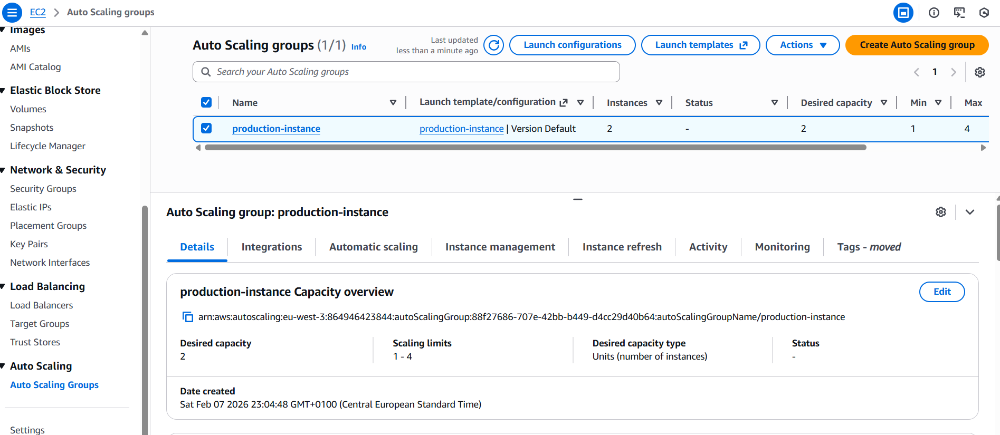 EC2 > Auto Scaling groups
Images
AMIs
AMI Catalog
Elastic Block Store
Volumes
Snapshots
Lifecycle Manager
Network & Security
Security Groups
Elastic IPs
Placement Groups
Key Pairs
Network Interfaces
Load Balancing
Load Balancers
Target Groups
Trust Stores
Auto Scaling
Auto Scaling Groups
Settings
Auto Scaling groups (1/1) Info
Last updated
less than a minute ago
Launch configurations
Launch templates
Actions
Create Auto Scaling group
Search your Auto Scaling groups
1
Name Launch template/configuration Instances Status Desired capacity Min Max
production-instance production-instance | Version Default 2 - 2 1 4
Auto Scaling group: production-instance
Details Integrations Automatic scaling Instance management Instance refresh Activity Monitoring Tags - moved
production-instance Capacity overview
Edit
arn:aws:autoscaling:eu-west-3:864946423844:autoScalingGroup:88f27686-707e-42bb-b449-d4cc29d40b64:autoScalingGroupName/production-instance
Desired capacity Scaling limits Desired capacity type Status
2 1 - 4 Units (number of instances) -
Date created
Sat Feb 07 2026 23:04:48 GMT+0100 (Central European Standard Time)